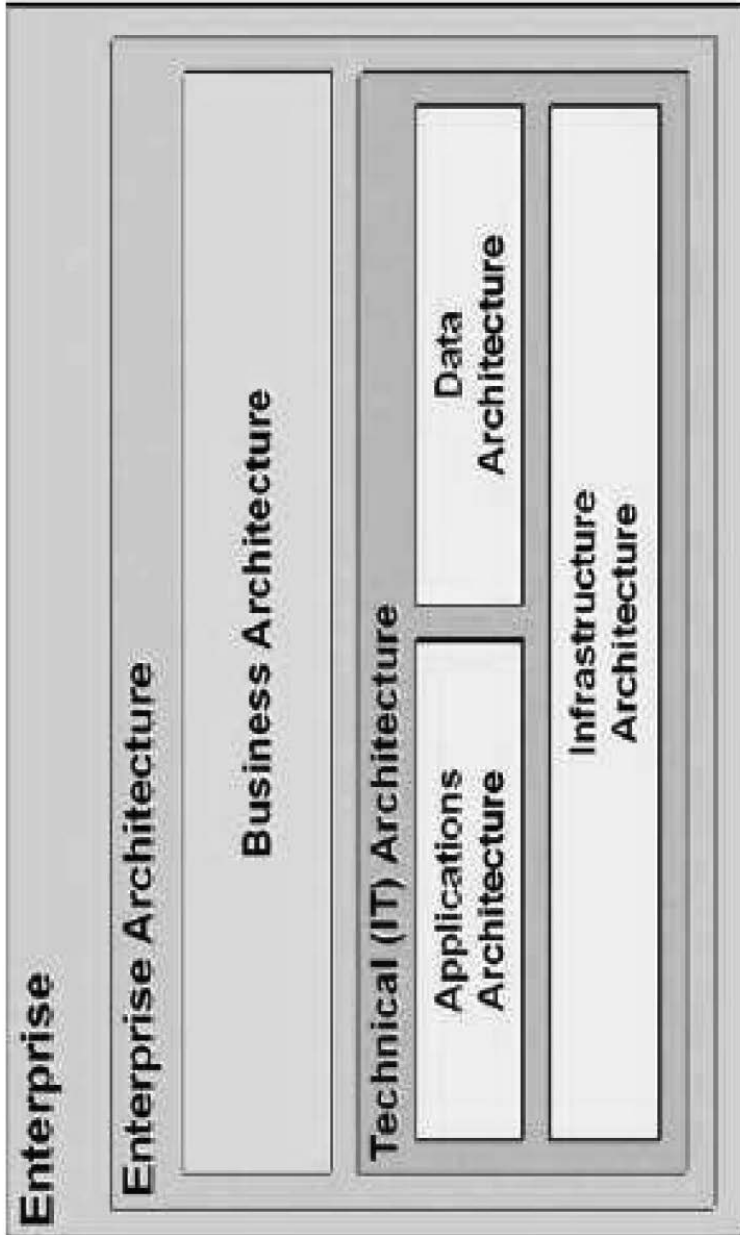 Enterprise
Enterprise Architecture
Business Architecture
Technical (IT) Architecture
Applications
Architecture
Data
Architecture
Infrastructure
Architecture